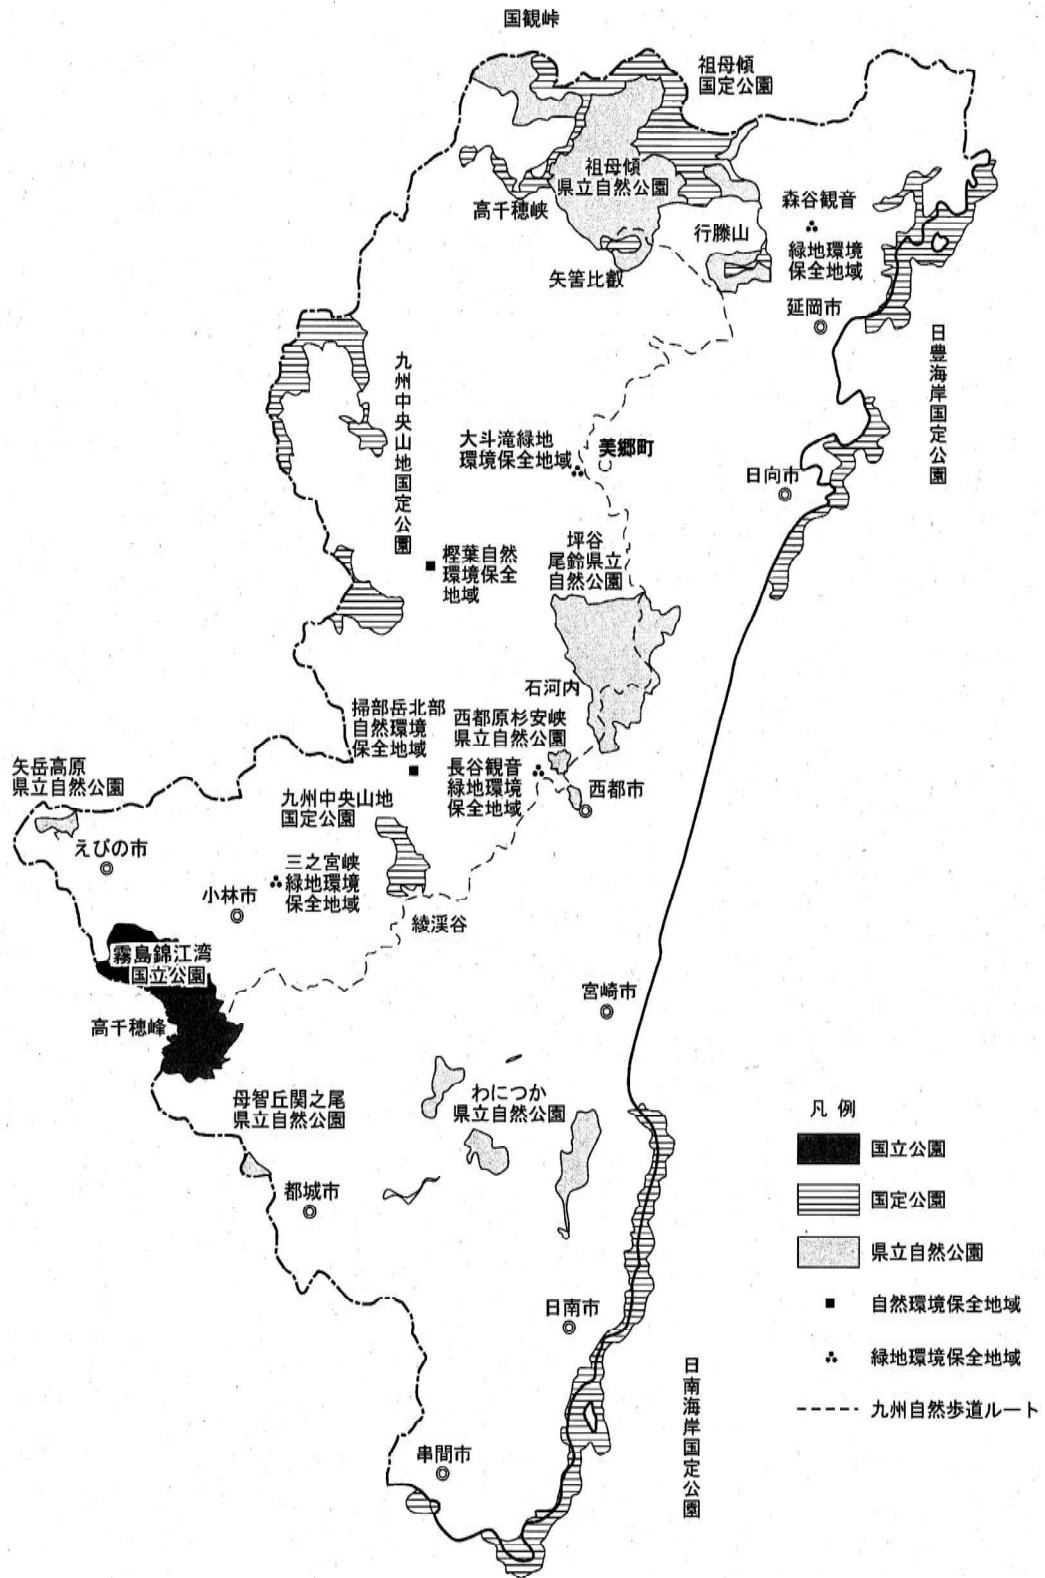 国観峠
祖母傾
国定公園
祖母傾
県立自然公園
高千穂峡
森谷観音
緑地環境
保全地域
行縢山
矢筈比叡
延岡市
日豊海岸国定公園
九州中央山地国定公園
大斗滝緑地
環境保全地域
美郷町
日向市
樫葉自然
環境保全
地域
坪谷
尾鈴県立
自然公園
石河内
掃部岳北部
自然環境
保全地域
西都原杉安峡
県立自然公園
長谷観音
緑地環境
保全地域
西都市
矢岳高原
県立自然公園
えびの市
九州中央山地
国定公園
三之宮峡
緑地環境
保全地域
小林市
綾渓谷
霧島錦江湾
国立公園
高千穂峰
宮崎市
母智丘関之尾
県立自然公園
わにつか
県立自然公園
都城市
日南市
日南海岸国定公園
串間市
凡 例
国立公園
国定公園
県立自然公園
自然環境保全地域
緑地環境保全地域
九州自然歩道ルート